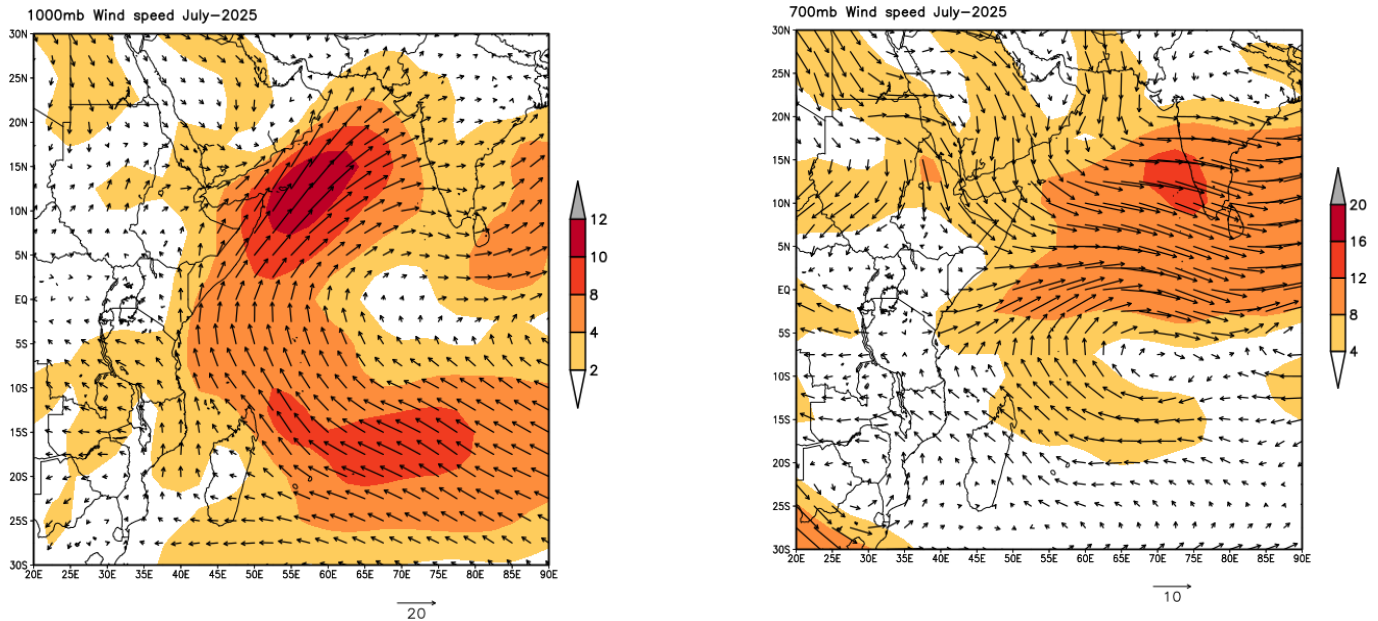 1000mb Wind speed July-2025
30N
25N
20N
15N
10N
5N
EQ
5S
10S
15S
20S
25S
30S
20E 25E 30E 35E 40E 45E 50E 55E 60E 65E 70E 75E 80E 85E 90E
20
12
10
8
4
2
700mb Wind speed July-2025
30N
25N
20N
15N
10N
5N
EQ
5S
10S
15S
20S
25S
30S
20E 25E 30E 35E 40E 45E 50E 55E 60E 65E 70E 75E 80E 85E 90E
10
20
16
12
8
4